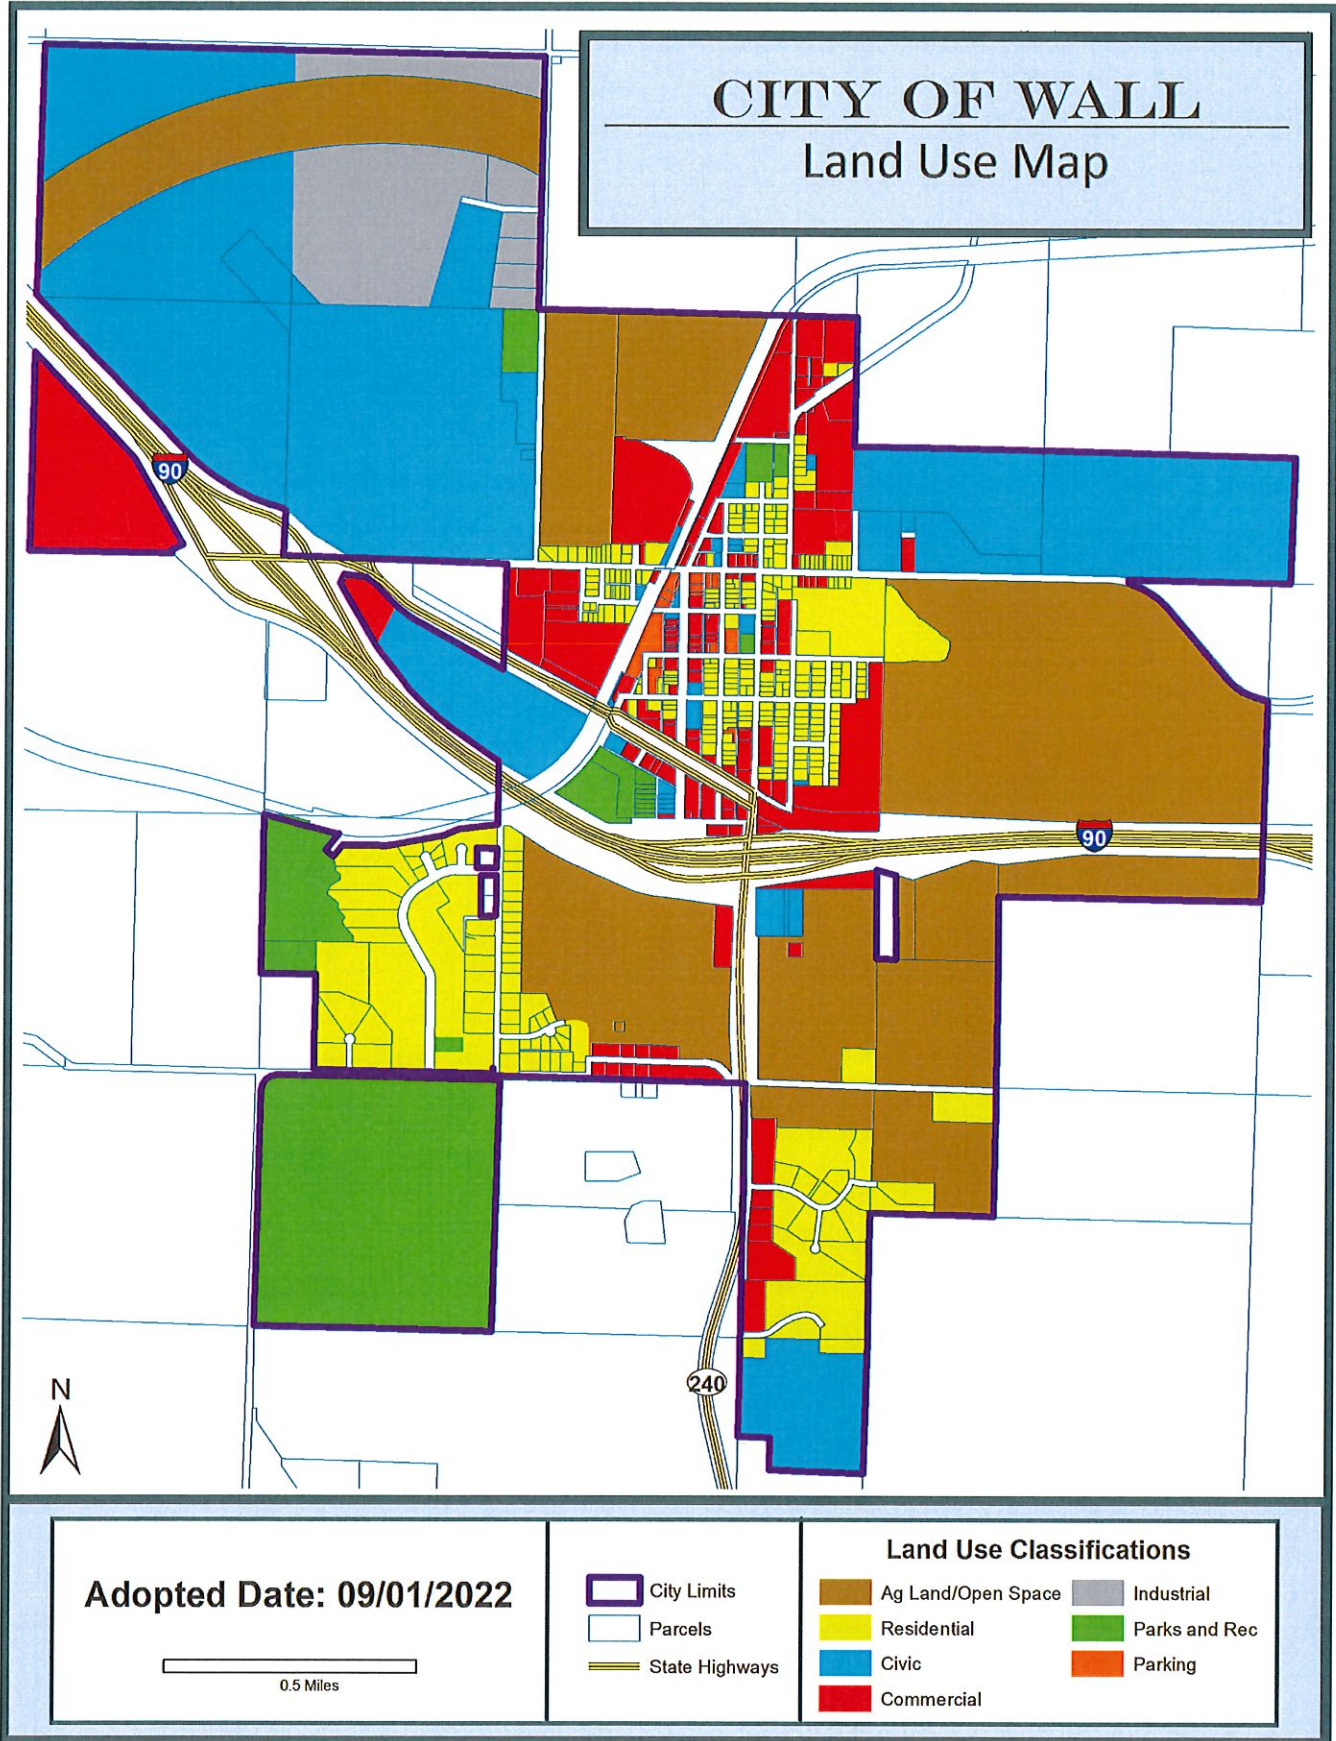 CITY OF WALL
Land Use Map
90
90
240
N
Adopted Date: 09/01/2022
0.5 Miles
City Limits
Parcels
State Highways
Land Use Classifications
Ag Land/Open Space
Residential
Civic
Commercial
Industrial
Parks and Rec
Parking